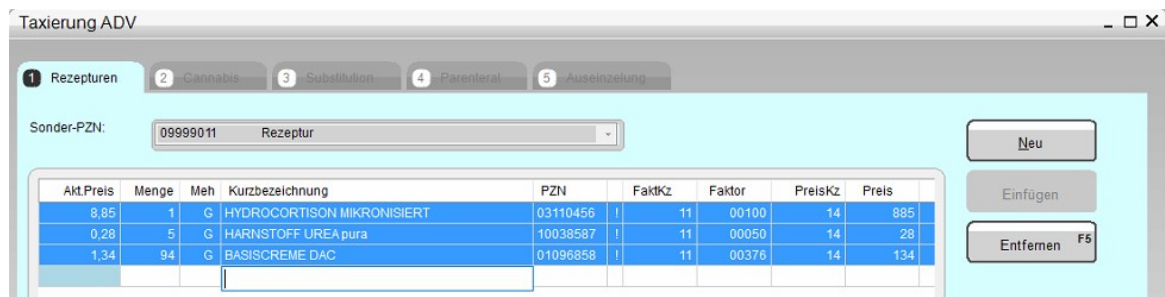 Taxierung ADV
1 Rezepturen 2 Cannabis 3 Substitution 4 Parenteral 5 Auseinzelung
Sonder-PZN: 09999011 Rezeptur
Neu
Akt.Preis Menge Meh Kurzbezeichnung PZN FaktKz Faktor PreisKz Preis
Einfügen
8,85 1 G HYDROCORTISON MIKRONISIERT 03110456 ! 11 00100 14 885
0,28 5 G HARNSTOFF UREA pura 10038587 ! 11 00050 14 28
Entfernen F5
1,34 94 G BASISCREME DAC 01096858 ! 11 00376 14 134